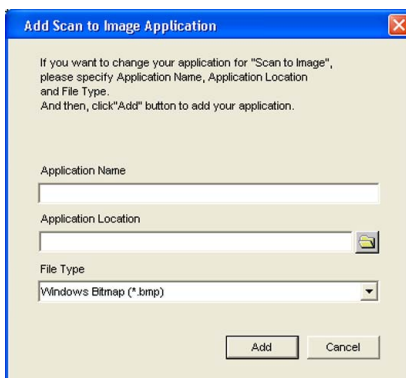 Add Scan to Image Application
If you want to change your application for "Scan to Image",
please specify Application Name, Application Location
and File Type.
And then, click"Add" button to add your application.
Application Name
Application Location
File Type
Windows Bitmap (*.bmp)
Add
Cancel